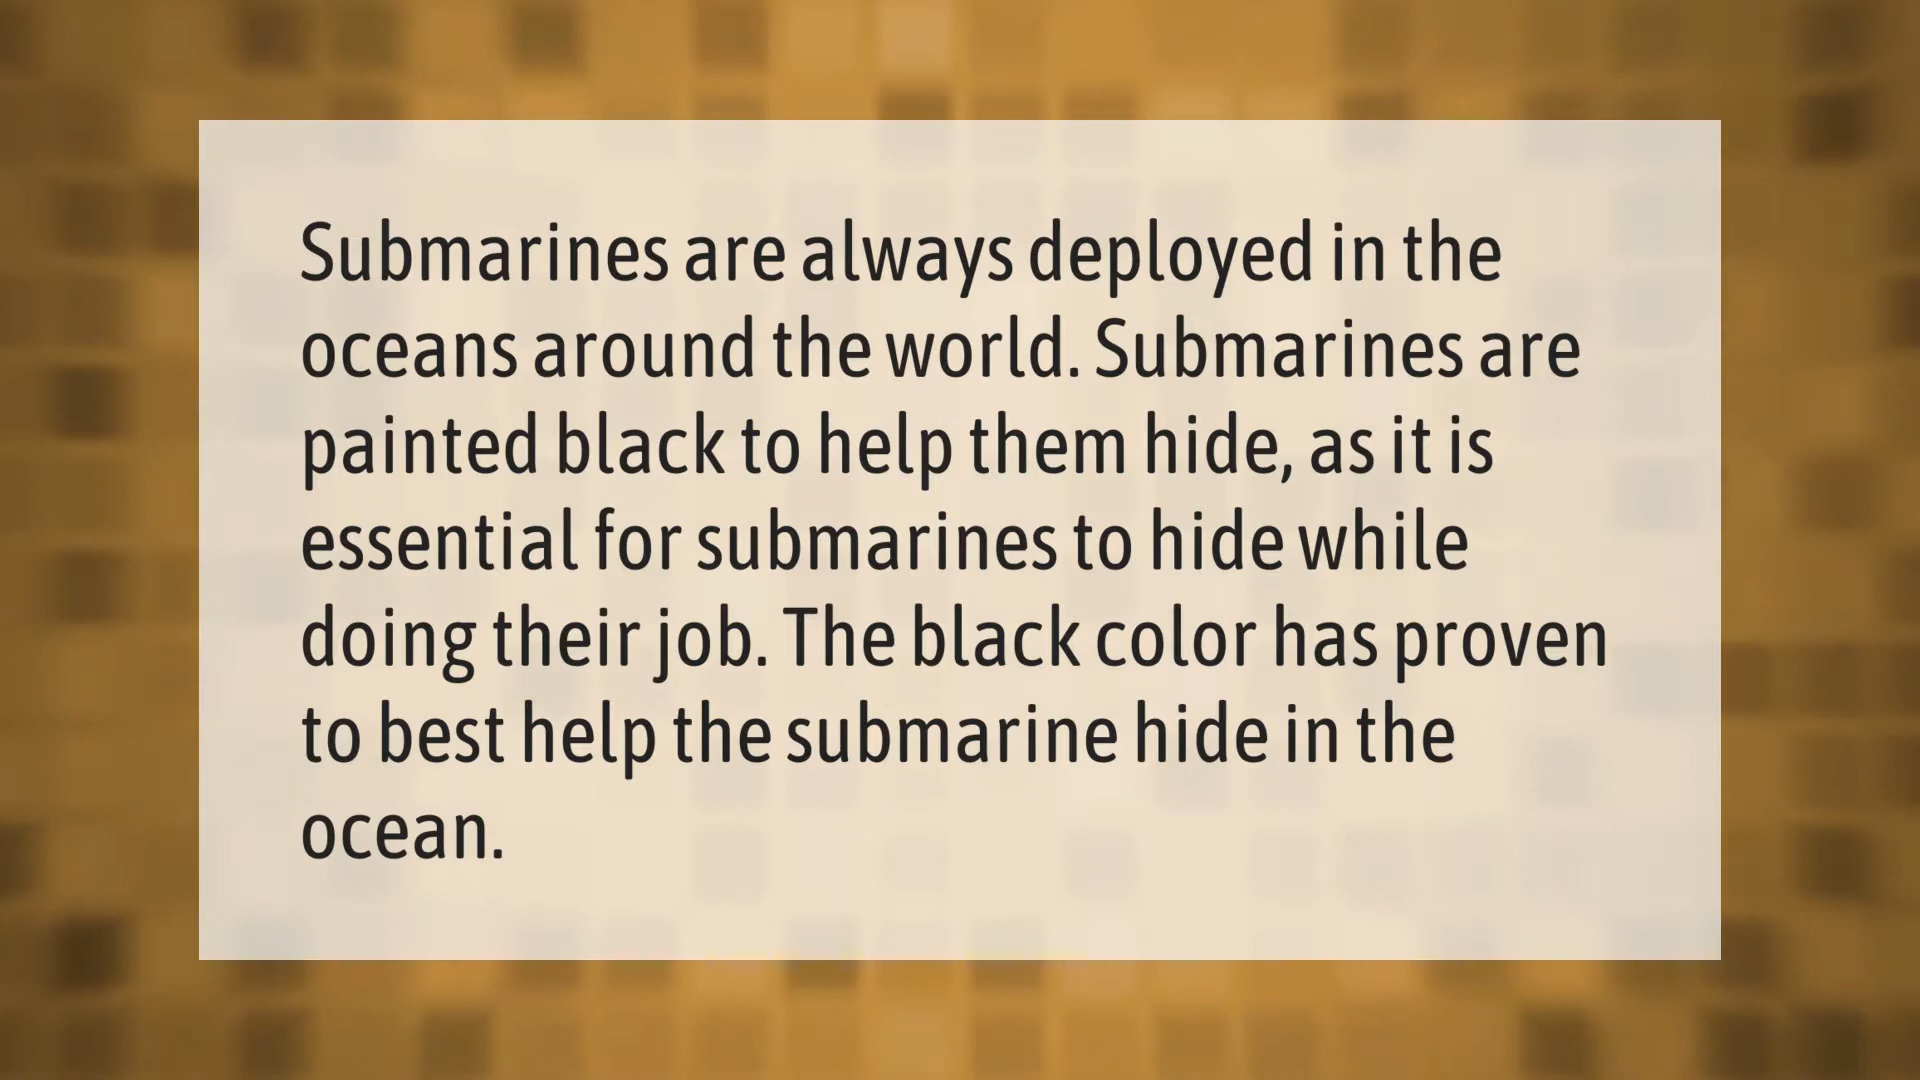 Submarines are always deployed in the
oceans around the world. Submarines are
painted black to help them hide, as it is
essential for submarines to hide while
doing their job. The black color has proven
to best help the submarine hide in the
ocean.